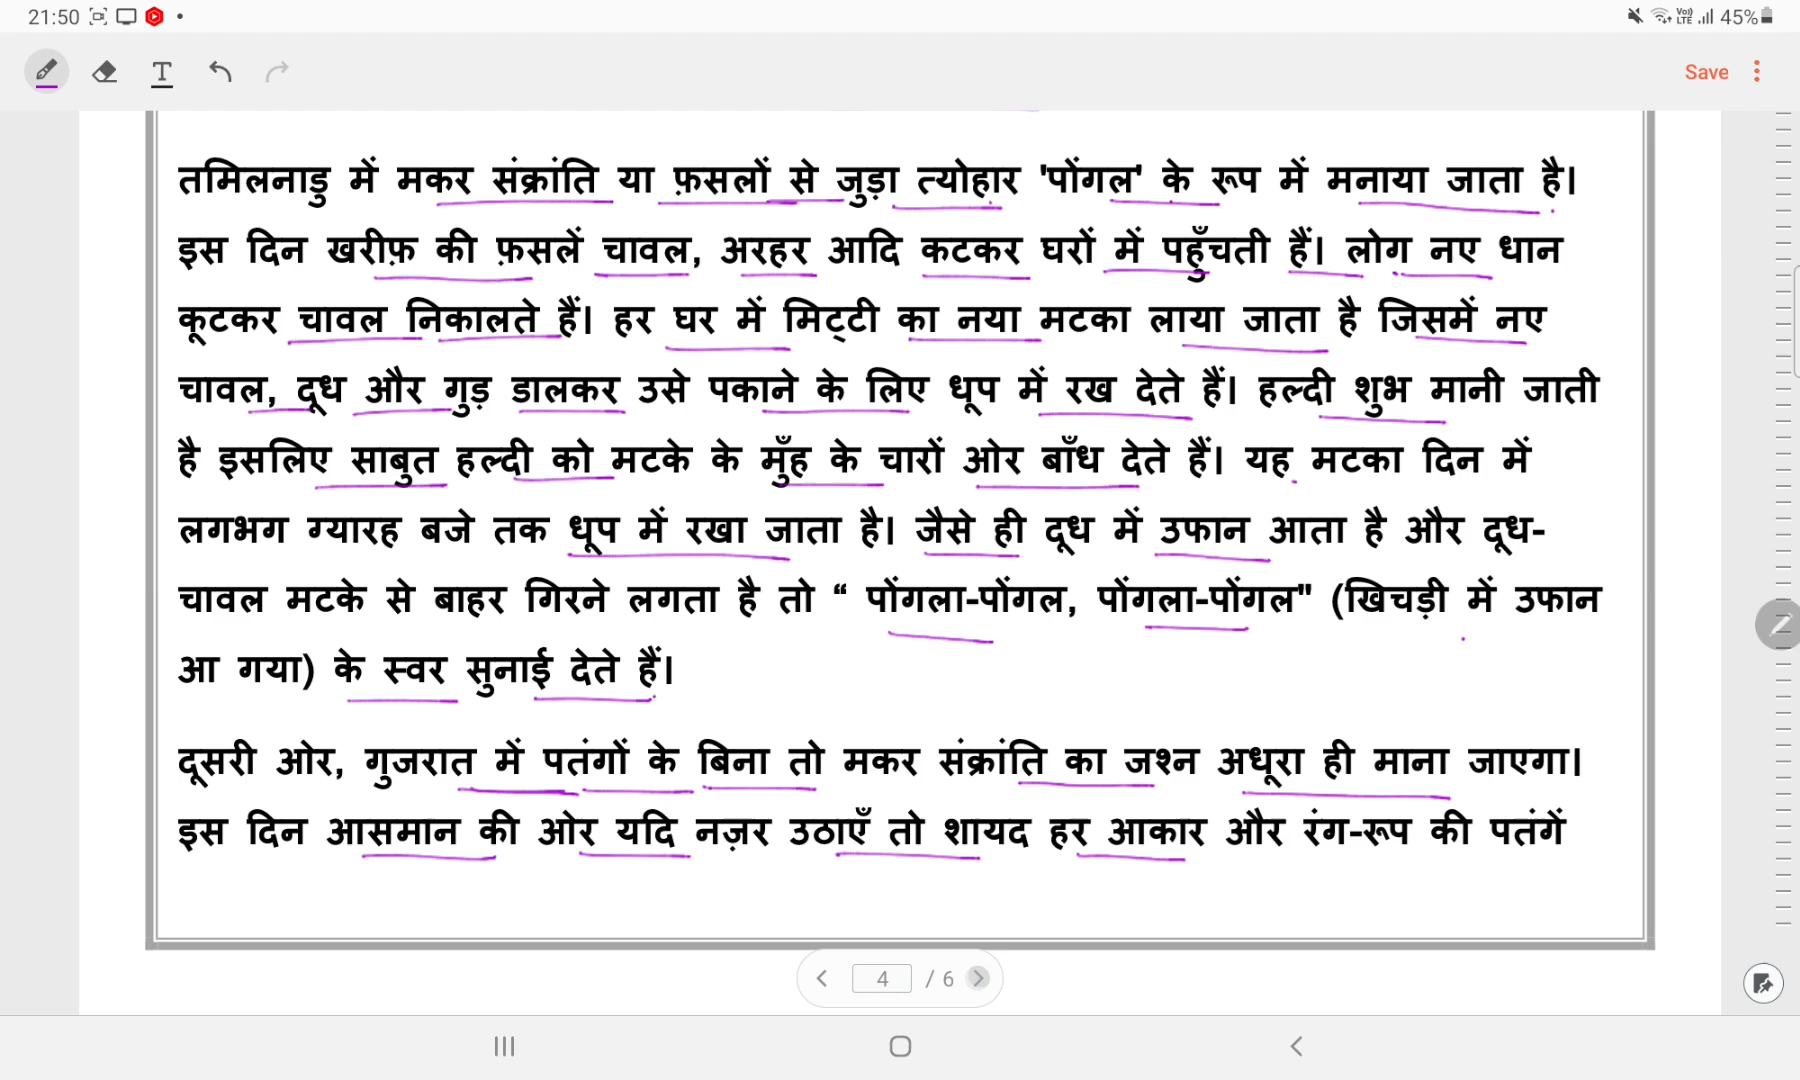 21:50
45%
Save
तमिलनाडु में मकर संक्रांति या फ़सलों से जुड़ा त्योहार 'पोंगल' के रूप में मनाया जाता है।
इस दिन खरीफ़ की फ़सलें चावल, अरहर आदि कटकर घरों में पहुँचती हैं। लोग नए धान
कूटकर चावल निकालते हैं। हर घर में मिट्टी का नया मटका लाया जाता है जिसमें नए
चावल, दूध और गुड़ डालकर उसे पकाने के लिए धूप में रख देते हैं। हल्दी शुभ मानी जाती
है इसलिए साबुत हल्दी को मटके के मुँह के चारों ओर बाँध देते हैं। यह मटका दिन में
लगभग ग्यारह बजे तक धूप में रखा जाता है। जैसे ही दूध में उफान आता है और दूध-
चावल मटके से बाहर गिरने लगता है तो “ पोंगला-पोंगल, पोंगला-पोंगल" (खिचड़ी में उफान
आ गया) के स्वर सुनाई देते हैं।
दूसरी ओर, गुजरात में पतंगों के बिना तो मकर संक्रांति का जश्न अधूरा ही माना जाएगा।
इस दिन आसमान की ओर यदि नज़र उठाएँ तो शायद हर आकार और रंग-रूप की पतंगें
4 / 6